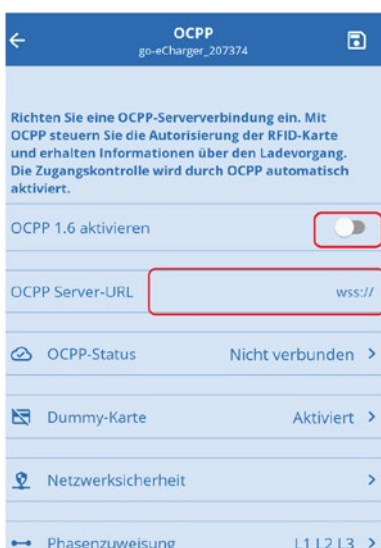 OCPP
go-eCharger_207374
Richten Sie eine OCPP-Serververbindung ein. Mit
OCPP steuern Sie die Autorisierung der RFID-Karte
und erhalten Informationen über den Ladevorgang.
Die Zugangskontrolle wird durch OCPP automatisch
aktiviert.
OCPP 1.6 aktivieren
OCPP Server-URL wss://
OCPP-Status Nicht verbunden
Dummy-Karte Aktiviert
Netzwerksicherheit
Phasenzuweisung L1 L2 L3